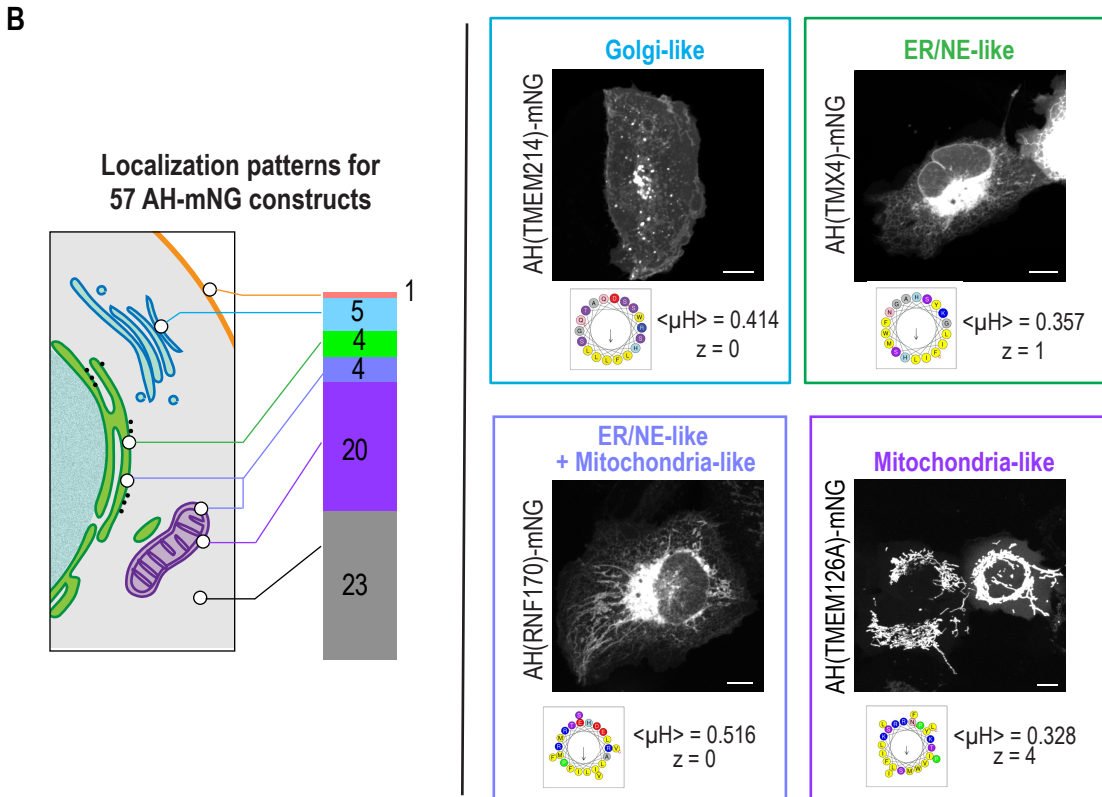 B
Localization patterns for
57 AH-mNG constructs
1
5
4
4
20
23
Golgi-like
AH(TMEM214)-mNG
<μH> = 0.414
z = 0
ER/NE-like
AH(TMX4)-mNG
<μH> = 0.357
z = 1
ER/NE-like
+ Mitochondria-like
AH(RNF170)-mNG
<μH> = 0.516
z = 0
Mitochondria-like
AH(TMEM126A)-mNG
<μH> = 0.328
z = 4